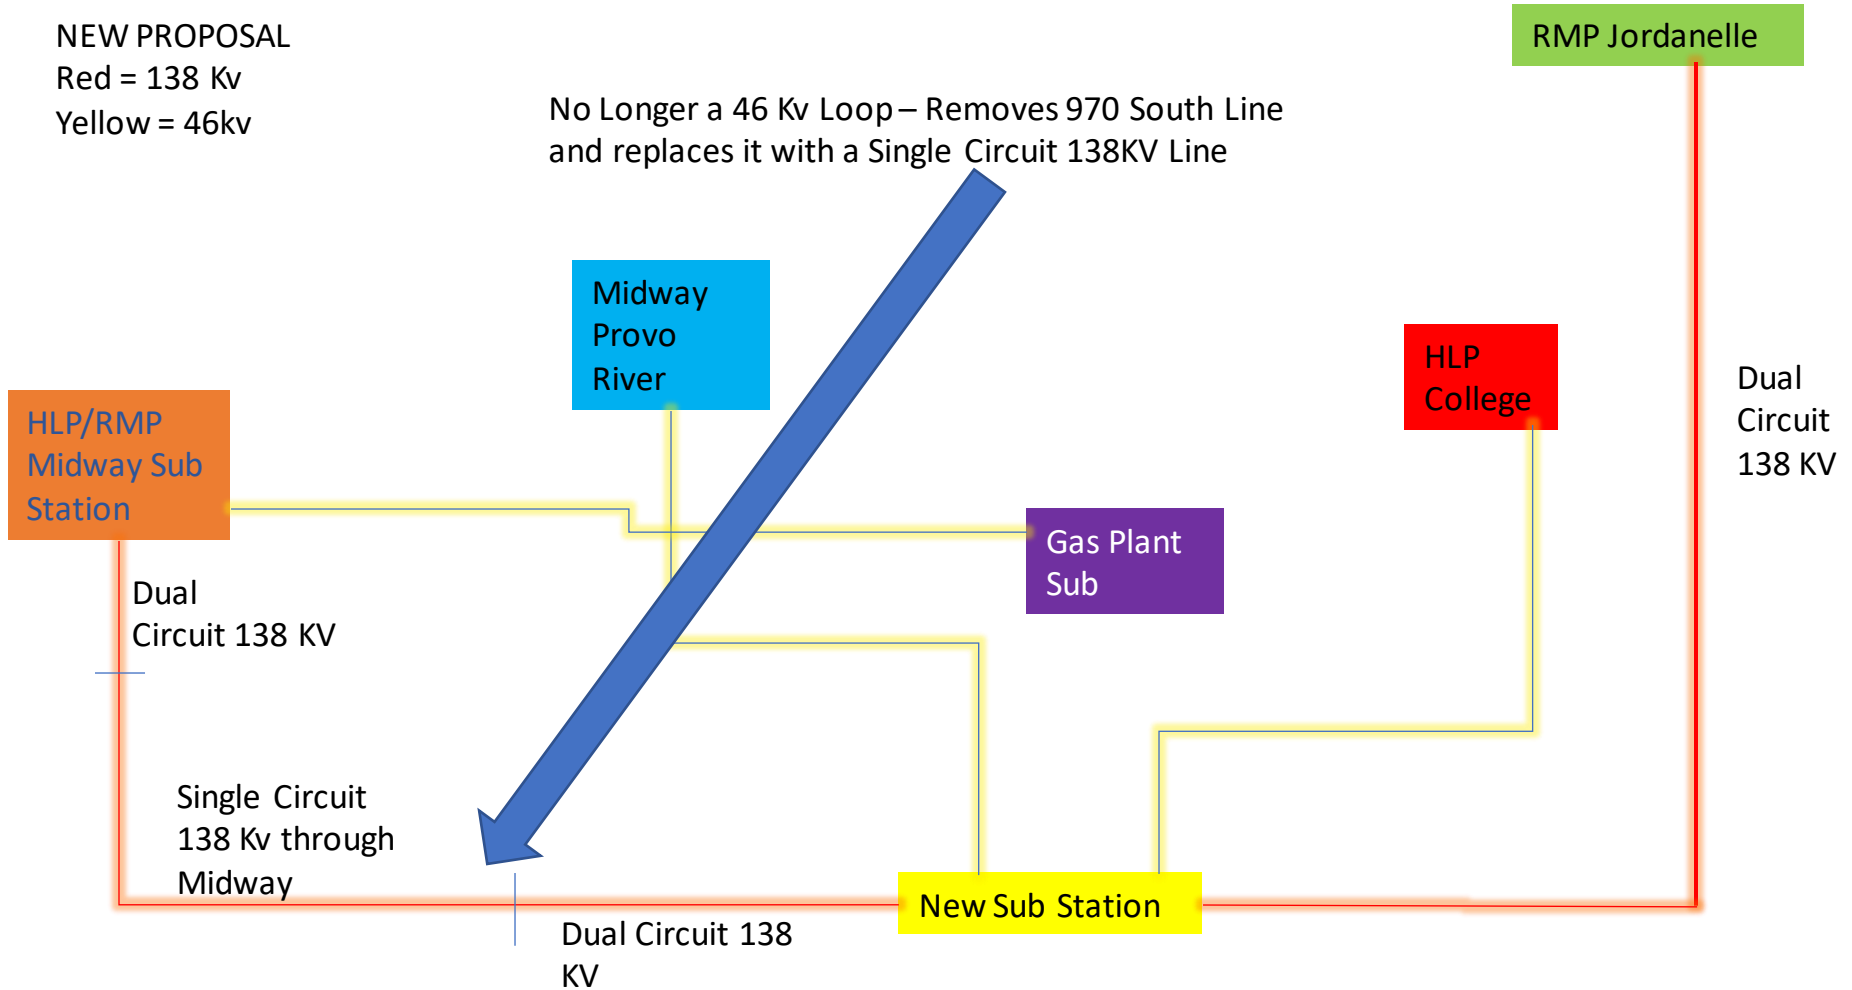 NEW PROPOSAL
Red = 138 Kv
Yellow = 46kv
RMP Jordanelle
No Longer a 46 Kv Loop – Removes 970 South Line
and replaces it with a Single Circuit 138KV Line
Midway
Provo
River
HLP
College
Dual
Circuit
138 KV
HLP/RMP
Midway Sub
Station
Gas Plant
Sub
Dual
Circuit 138 KV
Single Circuit
138 Kv through
Midway
New Sub Station
Dual Circuit 138
KV